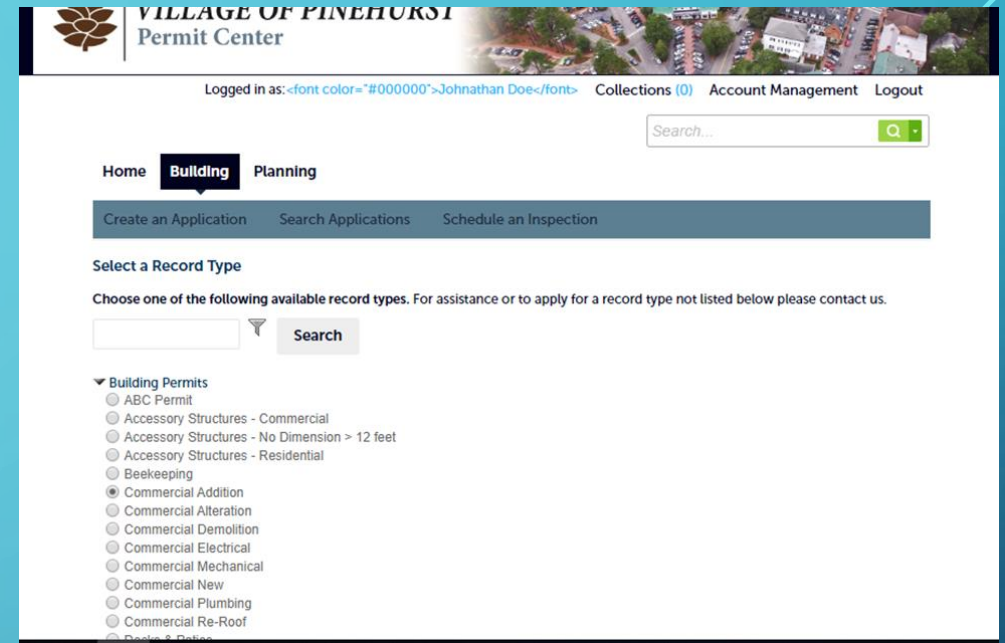 VILLAGE OF PINEHURST
Permit Center
Logged in as:<font color="#000000">Johnathan Doe</font> Collections (0) Account Management Logout
Search...
Home Building Planning
Create an Application Search Applications Schedule an Inspection
Select a Record Type
Choose one of the following available record types. For assistance or to apply for a record type not listed below please contact us.
Search
Building Permits
ABC Permit
Accessory Structures - Commercial
Accessory Structures - No Dimension > 12 feet
Accessory Structures - Residential
Beekeeping
Commercial Addition
Commercial Alteration
Commercial Demolition
Commercial Electrical
Commercial Mechanical
Commercial New
Commercial Plumbing
Commercial Re-Roof
Decks & Patios